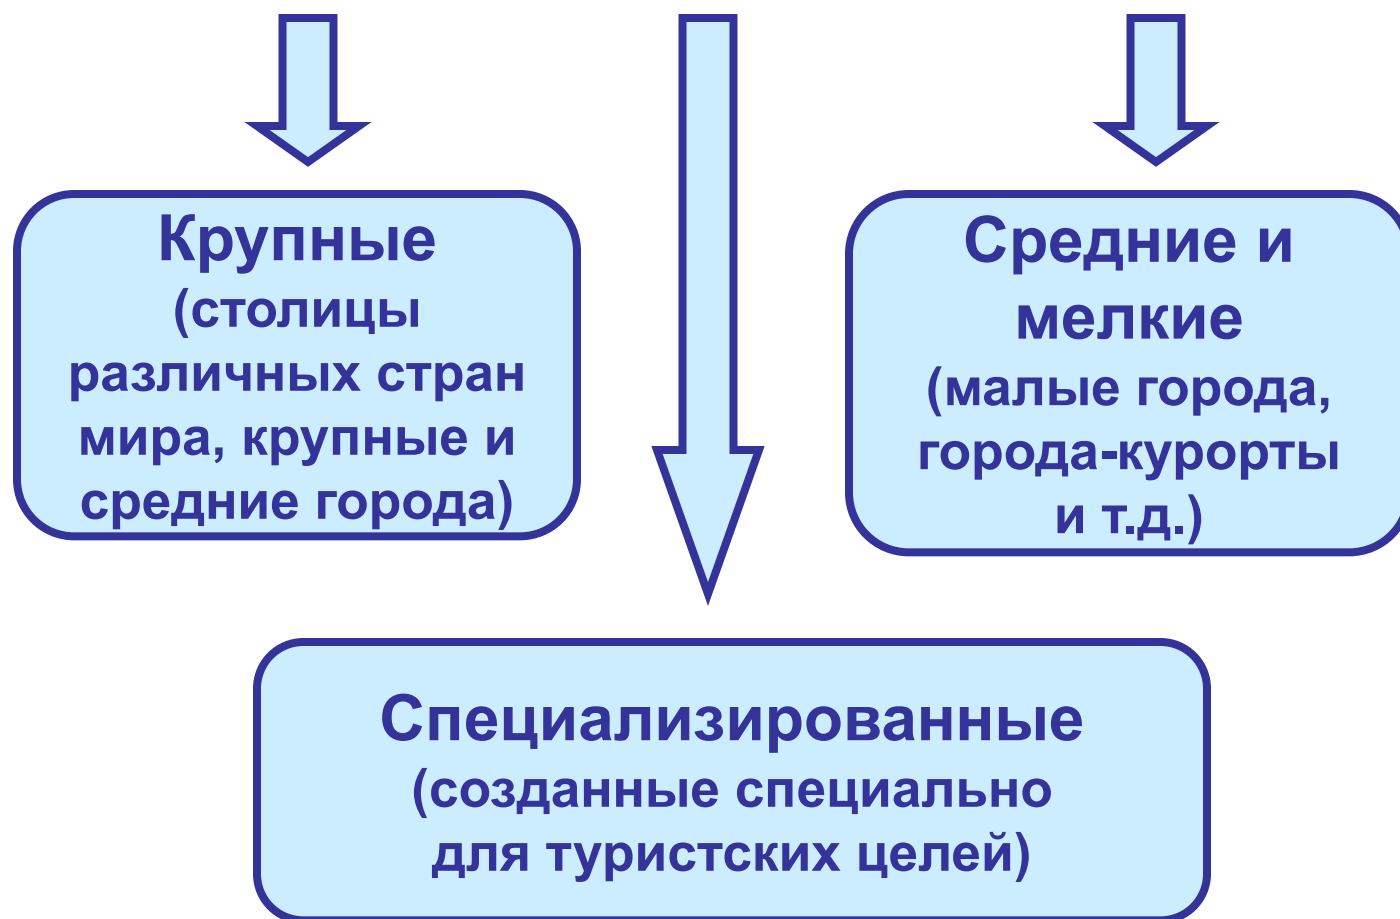 Крупные
(столицы
различных стран
мира, крупные и
средние города)
Средние и
мелкие
(малые города,
города-курорты
и т.д.)
Специализированные
(созданные специально
для туристских целей)